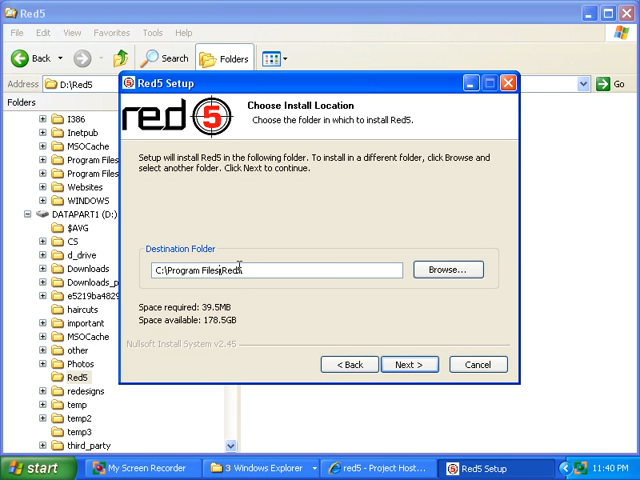 Red5
File Edit View Favorites Tools Help
Back Search Folders
Address D:\Red5 Go
Folders
I386
Inetpub
MSOCache
Program Files
Program Files
Websites
WINDOWS
DATAPART1 (D:)
$AVG
CS
d_drive
Downloads
Downloads_p
e5219ba4829
haircuts
important
MSOCache
other
Photos
Red5
redesigns
temp
temp2
temp3
third_party
Red5 Setup
red5
Choose Install Location
Choose the folder in which to install Red5.
Setup will install Red5 in the following folder. To install in a different folder, click Browse and
select another folder. Click Next to continue.
Destination Folder
C:\Program Files\Red5
Browse...
Space required: 39.5MB
Space available: 178.5GB
Nullsoft Install System v2.45
< Back Next > Cancel
start My Screen Recorder 3 Windows Explorer red5 - Project Host... Red5 Setup 11:40 PM